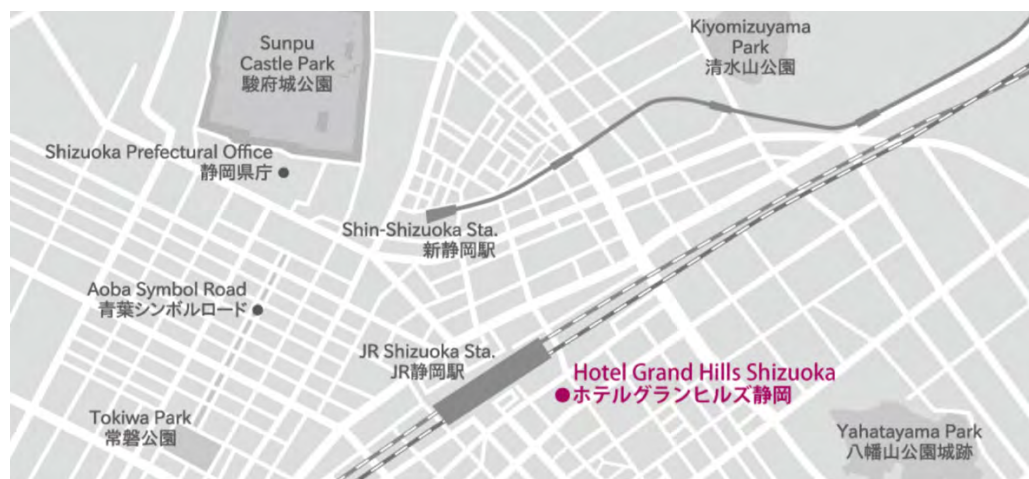 Sunpu
Castle Park
駿府城公園
Kiyomizuyama
Park
清水山公園
Shizuoka Prefectural Office
静岡県庁
Shin-Shizuoka Sta.
新静岡駅
Aoba Symbol Road
青葉シンボルロード
JR Shizuoka Sta.
JR静岡駅
Hotel Grand Hills Shizuoka
ホテルグランヒルズ静岡
Tokiwa Park
常磐公園
Yahatayama Park
八幡山公園城跡